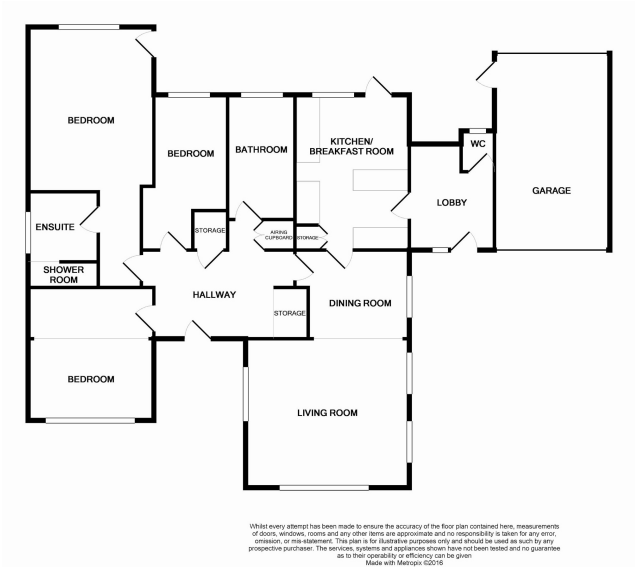 BEDROOM
BEDROOM
BATHROOM
KITCHEN/
BREAKFAST ROOM
WC
GARAGE
LOBBY
ENSUITE
STORAGE
AIRING
CUPBOARD
STORAGE
SHOWER
ROOM
HALLWAY
DINING ROOM
STORAGE
BEDROOM
LIVING ROOM
Whilst every attempt has been made to ensure the accuracy of the floor plan contained here, measurements
of doors, windows, rooms and any other items are approximate and no responsibility is taken for any error,
omission, or mis-statement. This plan is for illustrative purposes only and should be used as such by any
prospective purchaser. The services, systems and appliances shown have not been tested and no guarantee
as to their operability or efficiency can be given
Made with Metropix ©2016